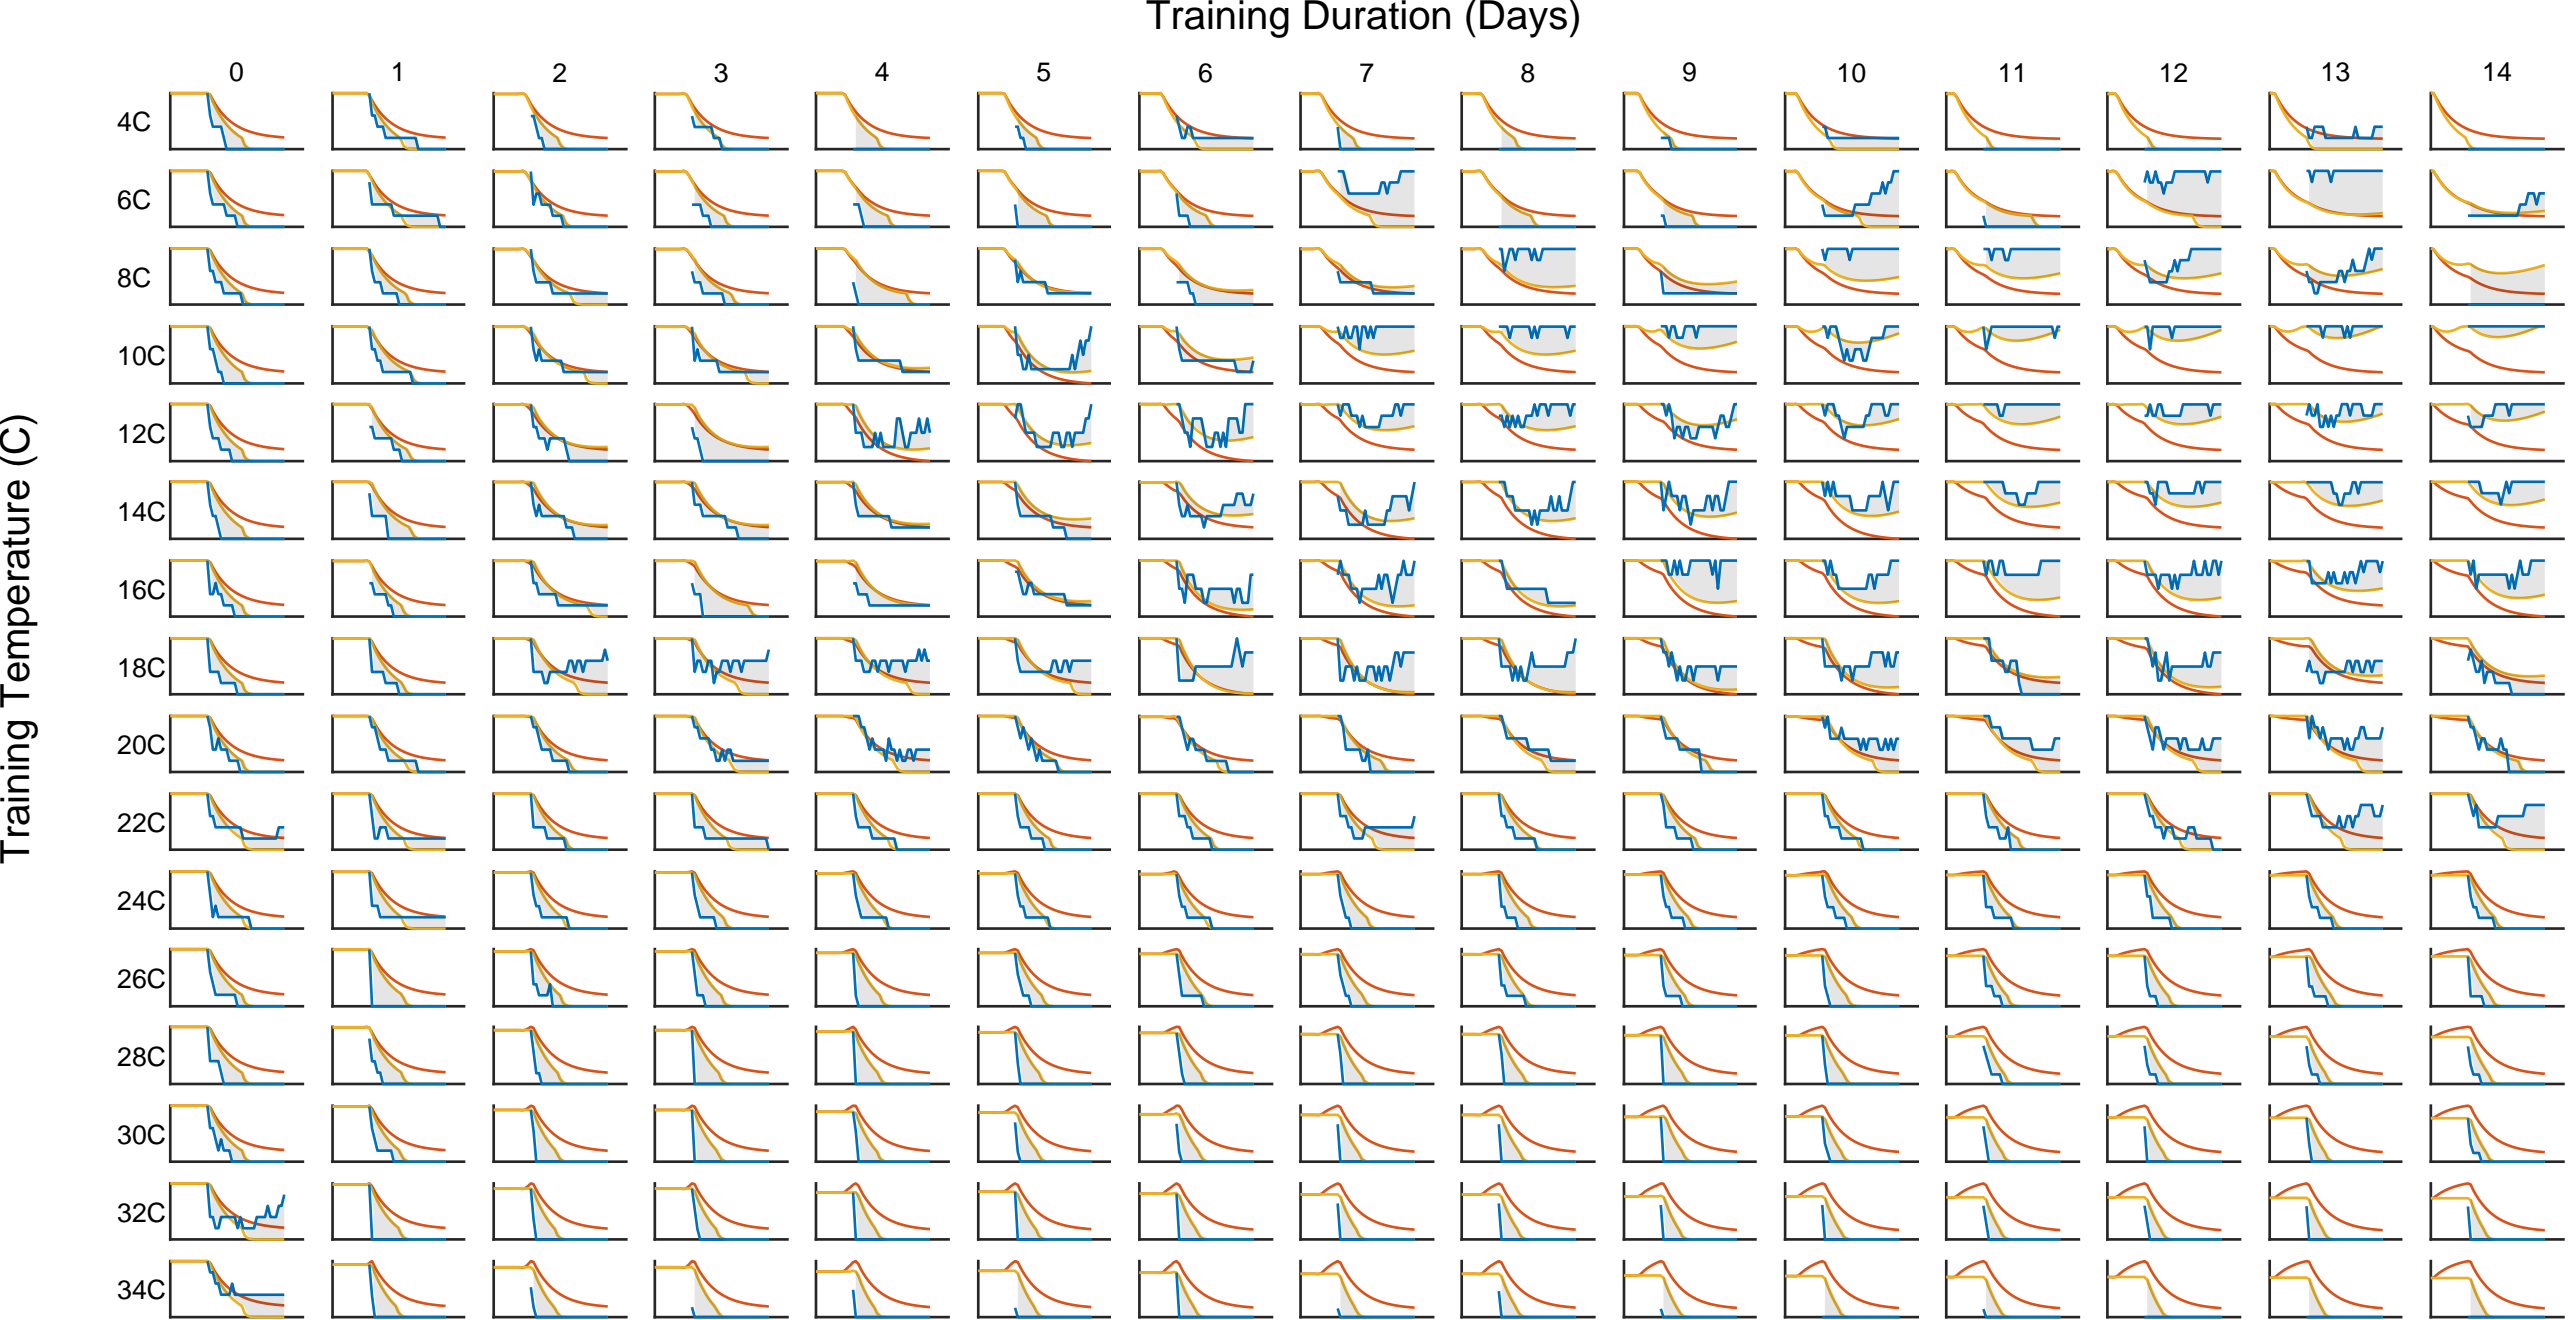 Training Duration (Days)
0 1 2 3 4 5 6 7 8 9 10 11 12 13 14
Training Temperature (C)
4C
6C
8C
10C
12C
14C
16C
18C
20C
22C
24C
26C
28C
30C
32C
34C